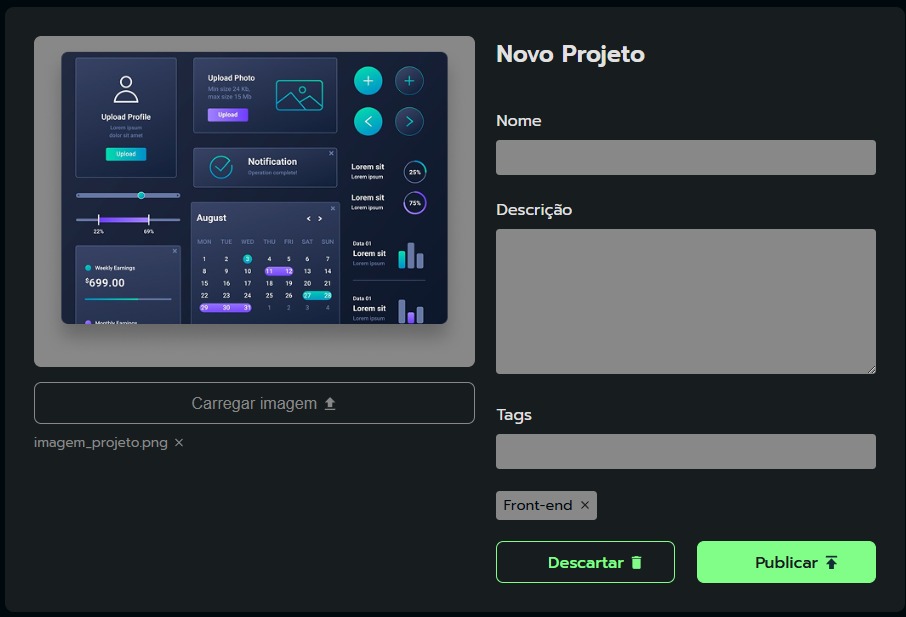 Upload Profile
Lorem ipsum
dolor sit amet
Upload
Upload Photo
Min size 24 Kb,
max size 15 Mb
Upload
Notification
Operation complete!
Lorem sit
Lorem ipsum
25%
Lorem sit
Lorem ipsum
75%
22% 69%
August
MON TUE WED THU FRI SAT SUN
1 2 3 4 5 6 7
8 9 10 11 12 13 14
15 16 17 18 19 20 21
22 23 24 25 26 27 28
29 30 31 1 2 3 4
Weekly Earnings
$699.00
Monthly Earnings
Data 01
Lorem sit
Lorem ipsum
Data 01
Lorem sit
Lorem ipsum
Carregar imagem
imagem_projeto.png ×
Novo Projeto
Nome
Descrição
Tags
Front-end ×
Descartar
Publicar